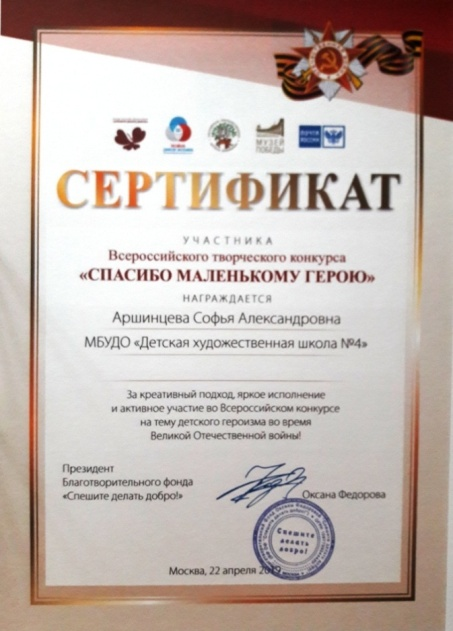 МУЗЕЙ
ПОБЕДЫ
ПОЧТА
РОССИИ
СЕРТИФИКАТ
УЧАСТНИКА
Всероссийского творческого конкурса
«СПАСИБО МАЛЕНЬКОМУ ГЕРОЮ»
НАГРАЖДАЕТСЯ
Аршинцева Софья Александровна
МБУДО «Детская художественная школа №4»
За креативный подход, яркое исполнение
и активное участие во Всероссийском конкурсе
на тему детского героизма во время
Великой Отечественной войны!
Президент
Благотворительного фонда
«Спешите делать добро!»
Оксана Федорова
Спешите
делать
добро!
Москва, 22 апреля